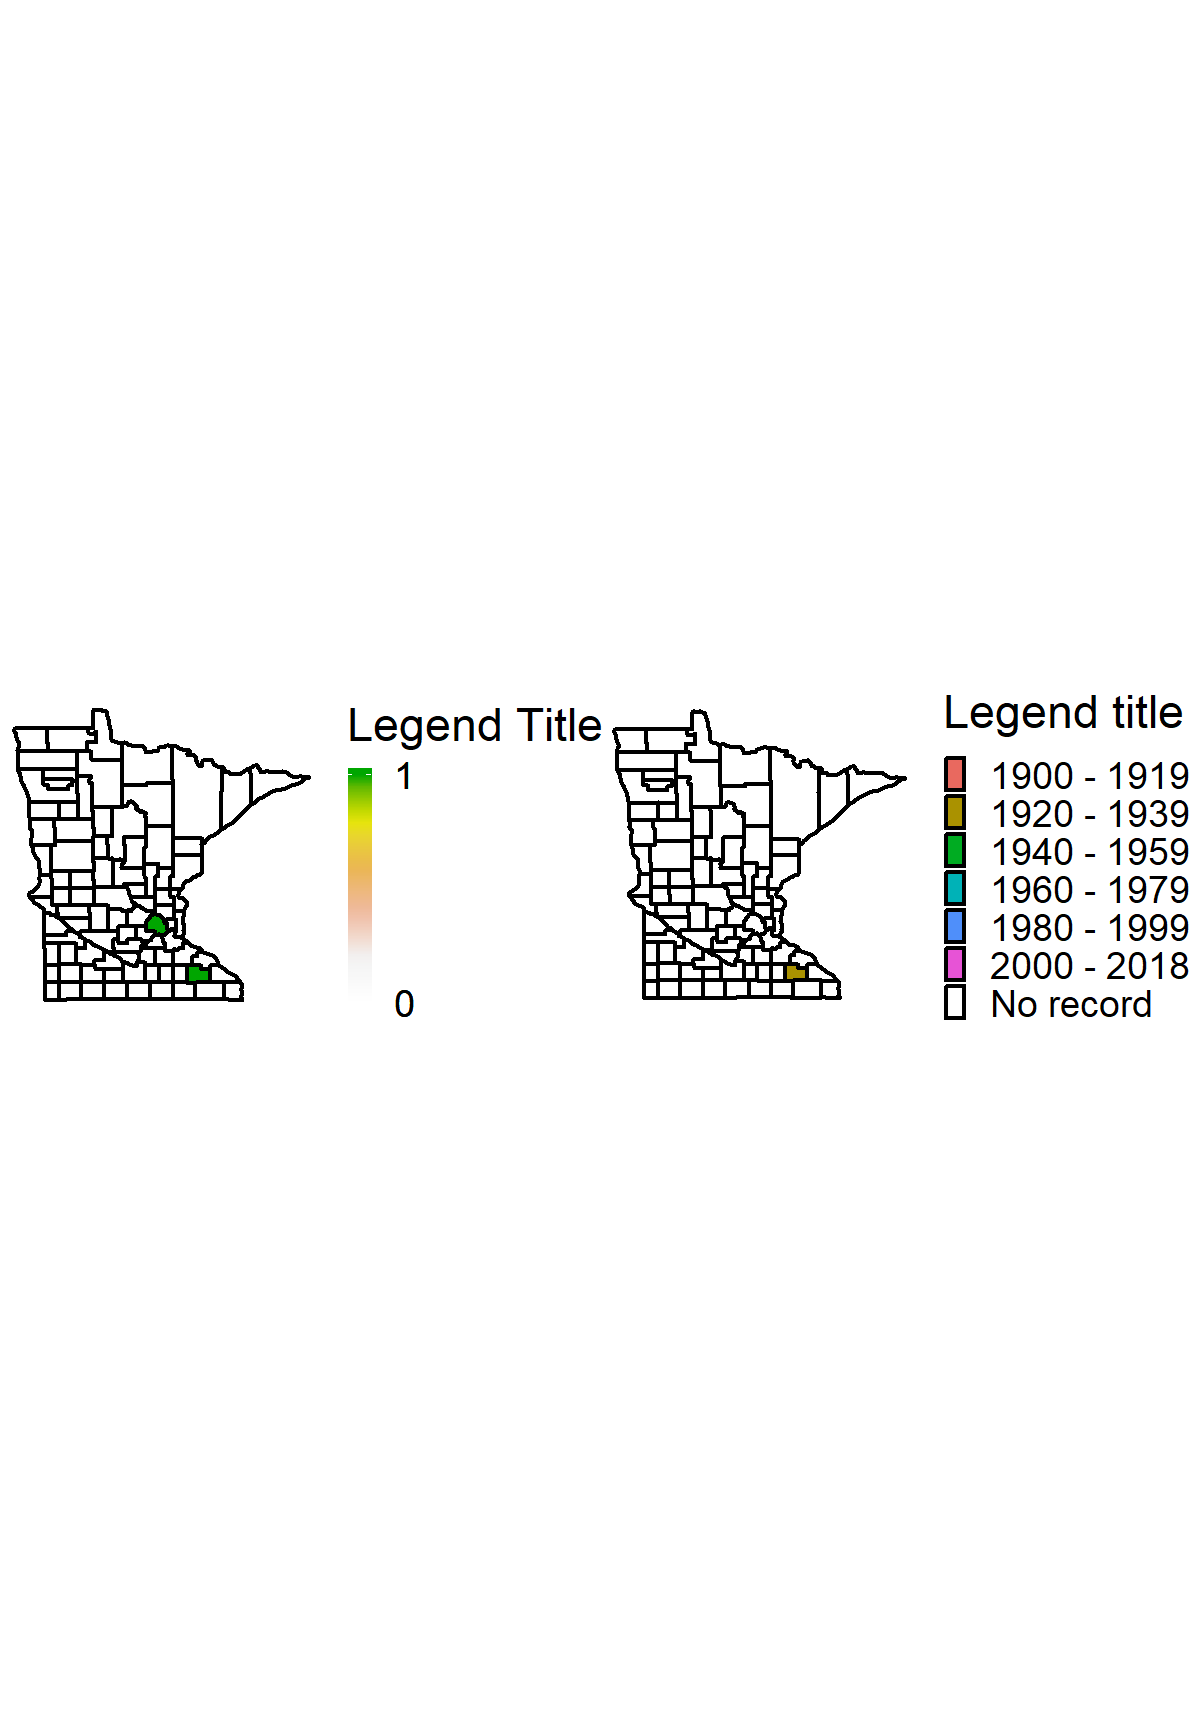 Legend Title
1
0
Legend title
1900 - 1919
1920 - 1939
1940 - 1959
1960 - 1979
1980 - 1999
2000 - 2018
No record